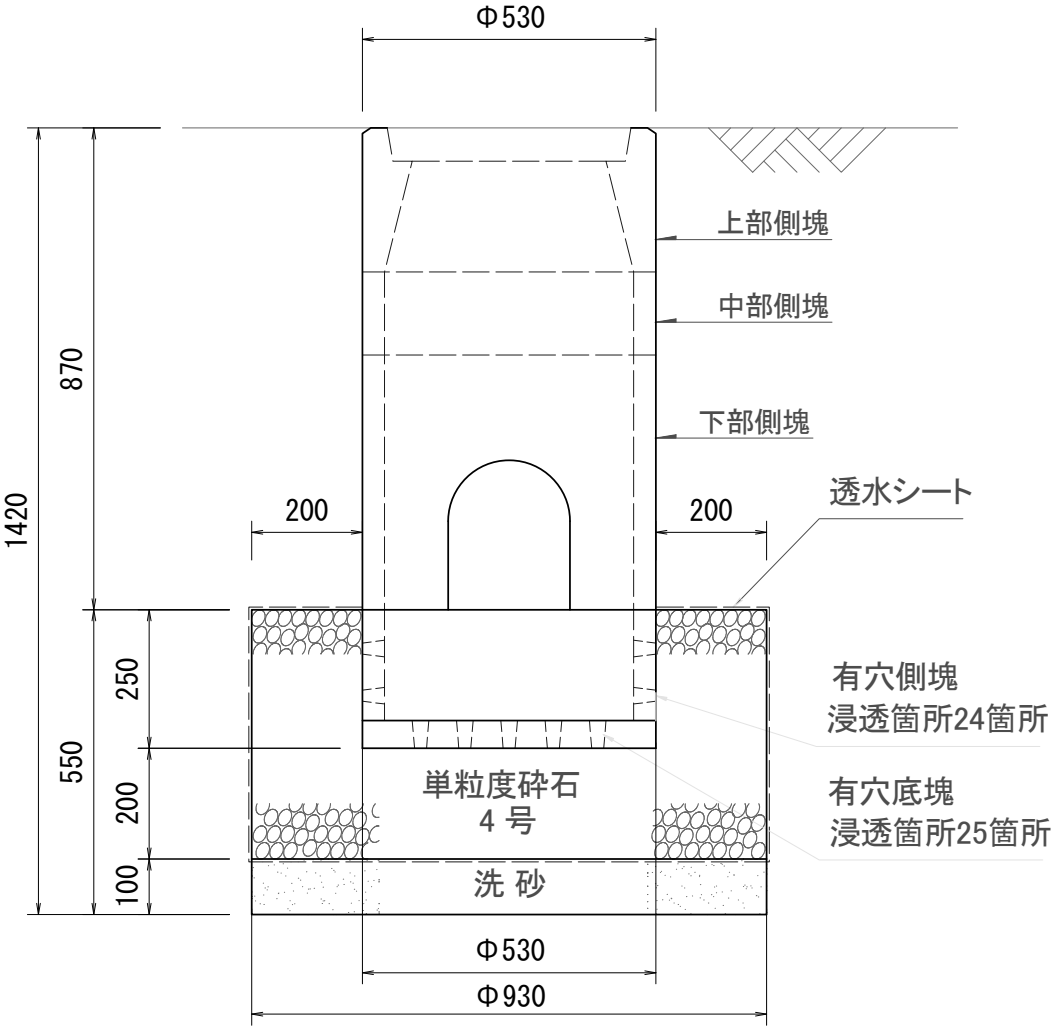 Φ530
上部側塊
中部側塊
870
下部側塊
1420
200
200
透水シート
250
有穴側塊
浸透箇所24箇所
550
200
単粒度砕石
4号
有穴底塊
浸透箇所25箇所
100
洗砂
Φ530
Φ930